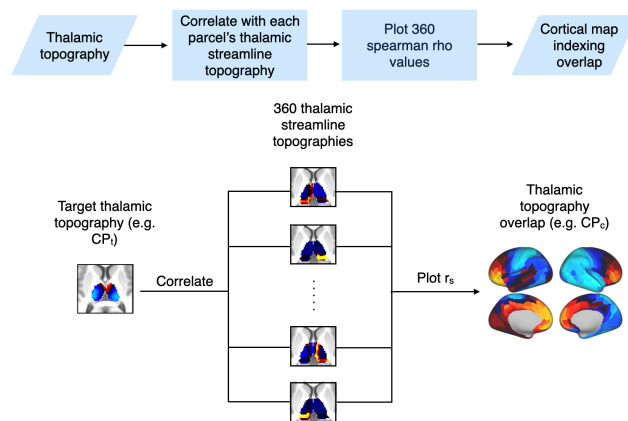 Thalamic
topography
Correlate with each
parcel's thalamic
streamline
topography
Plot 360
spearman rho
values
Cortical map
indexing
overlap
360 thalamic
streamline
topographies
Target thalamic
topography (e.g.
CPₜ)
Correlate
Plot rₛ
Thalamic
topography
overlap (e.g. CP꜀)